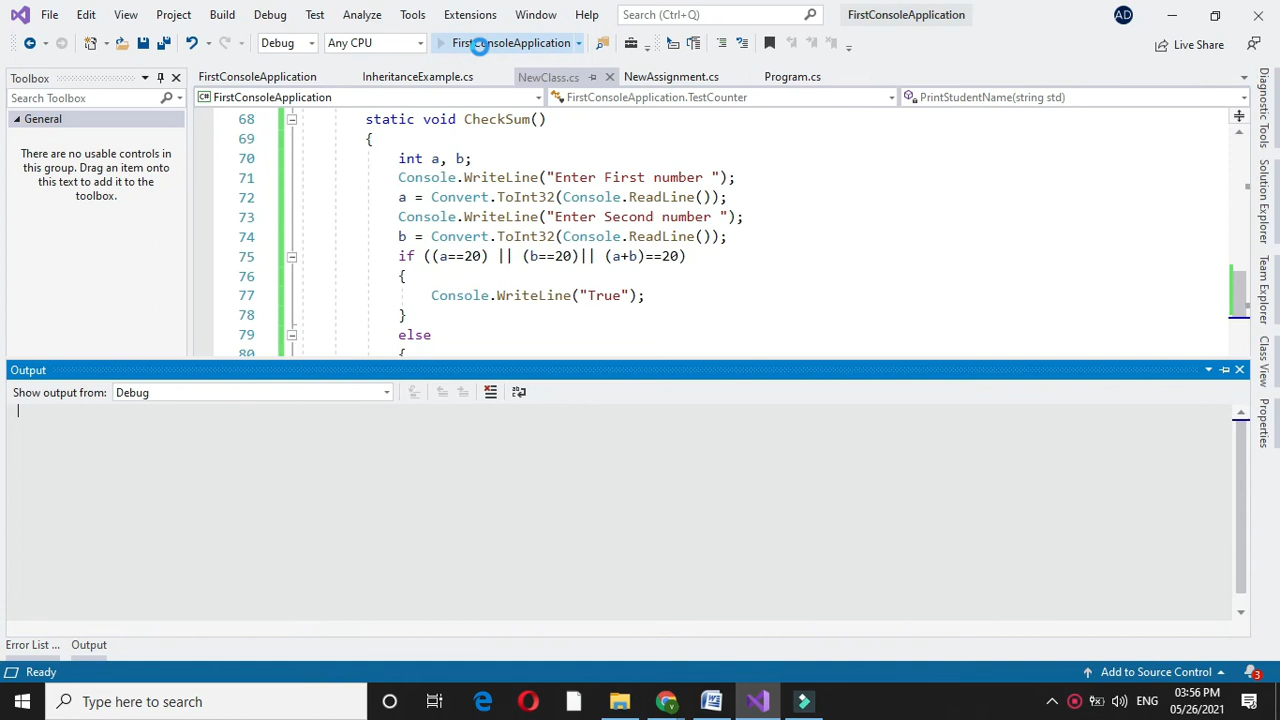 File Edit View Project Build Debug Test Analyze Tools Extensions Window Help Search (Ctrl+Q) FirstConsoleApplication AD
Debug Any CPU FirstConsoleApplication Live Share
Toolbox FirstConsoleApplication InheritanceExample.cs NewClass.cs NewAssignment.cs Program.cs
Search Toolbox FirstConsoleApplication FirstConsoleApplication.TestCounter PrintStudentName(string std)
General
There are no usable controls in
this group. Drag an item onto
this text to add it to the
toolbox.
68 static void CheckSum()
69 {
70 int a, b;
71 Console.WriteLine("Enter First number ");
72 a = Convert.ToInt32(Console.ReadLine());
73 Console.WriteLine("Enter Second number ");
74 b = Convert.ToInt32(Console.ReadLine());
75 if ((a==20) || (b==20)|| (a+b)==20)
76 {
77 Console.WriteLine("True");
78 }
79 else
80 {
Diagnostic Tools
Solution Explorer
Team Explorer
Class View
Properties
Output
Show output from: Debug
Error List ... Output
Ready Add to Source Control 3
Type here to search ENG 03:56 PM
05/26/2021